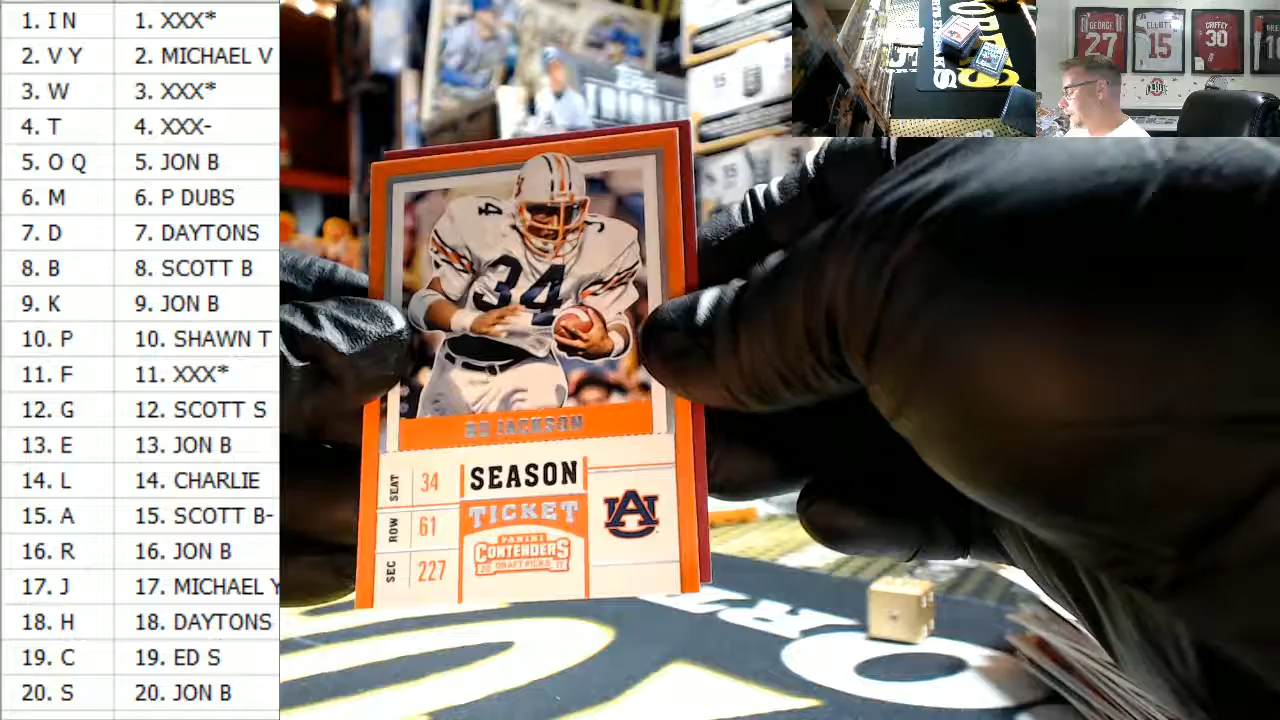 1. I N 1. XXX*
2. V Y 2. MICHAEL V
3. W 3. XXX*
4. T 4. XXX-
5. O Q 5. JON B
6. M 6. P DUBS
7. D 7. DAYTONS
8. B 8. SCOTT B
9. K 9. JON B
10. P 10. SHAWN T
11. F 11. XXX*
12. G 12. SCOTT S
13. E 13. JON B
14. L 14. CHARLIE
15. A 15. SCOTT B-
16. R 16. JON B
17. J 17. MICHAEL Y
18. H 18. DAYTONS
19. C 19. ED S
20. S 20. JON B
GEORGE
27
ELLIOTT
15
GRIFFEY
30
4
34
BO JACKSON
SEAT 34
ROW 61
SEC 227
SEASON
TICKET
PANINI
CONTENDERS
20 DRAFT PICKS 17
AU